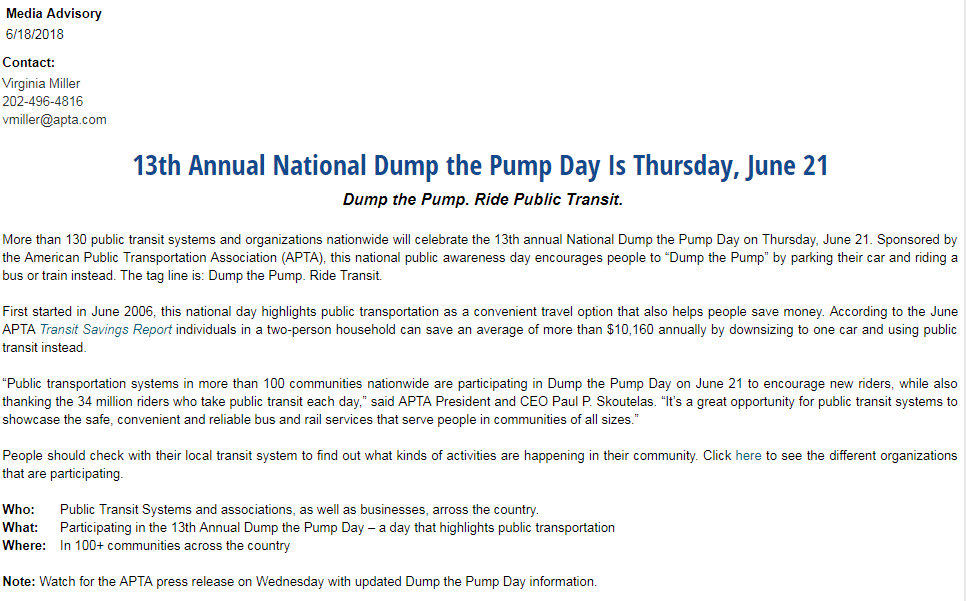 Media Advisory
6/18/2018
Contact:
Virginia Miller
202-496-4816
vmiller@apta.com
13th Annual National Dump the Pump Day Is Thursday, June 21
Dump the Pump. Ride Public Transit.
More than 130 public transit systems and organizations nationwide will celebrate the 13th annual National Dump the Pump Day on Thursday, June 21. Sponsored by
the American Public Transportation Association (APTA), this national public awareness day encourages people to “Dump the Pump” by parking their car and riding a
bus or train instead. The tag line is: Dump the Pump. Ride Transit.
First started in June 2006, this national day highlights public transportation as a convenient travel option that also helps people save money. According to the June
APTA Transit Savings Report individuals in a two-person household can save an average of more than $10,160 annually by downsizing to one car and using public
transit instead.
“Public transportation systems in more than 100 communities nationwide are participating in Dump the Pump Day on June 21 to encourage new riders, while also
thanking the 34 million riders who take public transit each day,” said APTA President and CEO Paul P. Skoutelas. “It’s a great opportunity for public transit systems to
showcase the safe, convenient and reliable bus and rail services that serve people in communities of all sizes.”
People should check with their local transit system to find out what kinds of activities are happening in their community. Click here to see the different organizations
that are participating.
Who: Public Transit Systems and associations, as well as businesses, arross the country.
What: Participating in the 13th Annual Dump the Pump Day – a day that highlights public transportation
Where: In 100+ communities across the country
Note: Watch for the APTA press release on Wednesday with updated Dump the Pump Day information.